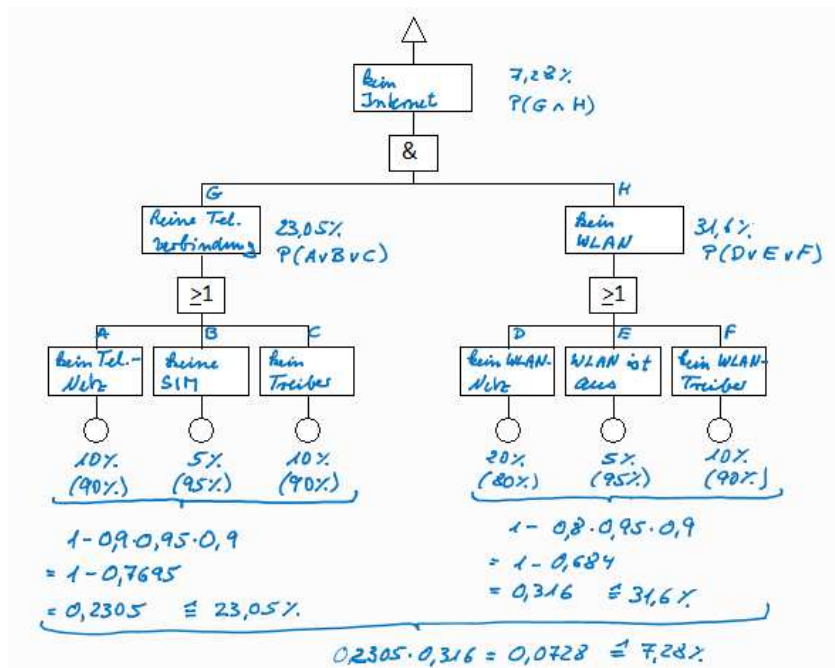 kein
Internet
7,28%
P(G ∧ H)
&
G
H
Keine Tel.
verbindung
23,05%
P(A∨B∨C)
kein
WLAN
31,6%
P(D∨E∨F)
≥1
≥1
A
B
C
D
E
F
kein Tel.-
Netz
keine
SIM
kein
Treiber
kein WLAN-
Netz
WLAN ist
aus
kein WLAN-
Treiber
10%
(90%)
5%
(95%)
10%
(90%)
20%
(80%)
5%
(95%)
10%
(90%)
1-0,9·0,95·0,9
= 1-0,7695
= 0,2305 ≙ 23,05%
1- 0,8·0,95·0,9
= 1-0,684
= 0,316 ≙ 31,6%
0,2305·0,316 = 0,0728 ≙ 7,28%